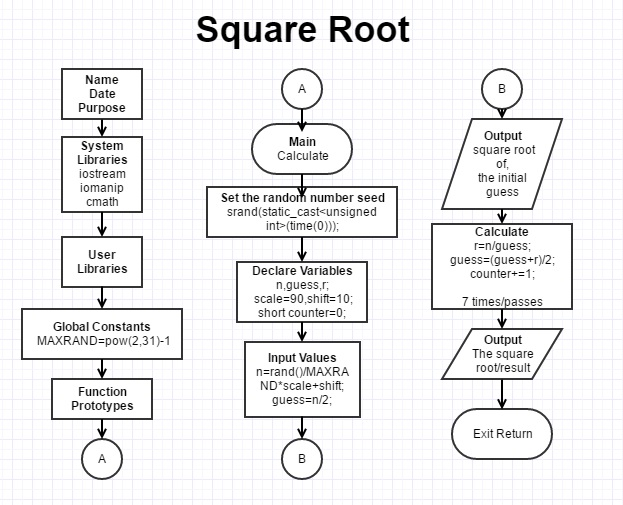 Square Root
Name
Date
Purpose
System
Libraries
iostream
iomanip
cmath
User
Libraries
Global Constants
MAXRAND=pow(2,31)-1
Function
Prototypes
A
A
Main
Calculate
Set the random number seed
srand(static_cast<unsigned
int>(time(0)));
Declare Variables
n,guess,r;
scale=90,shift=10;
short counter=0;
Input Values
n=rand()/MAXRA
ND*scale+shift;
guess=n/2;
B
B
Output
square root
of,
the initial
guess
Calculate
r=n/guess;
guess=(guess+r)/2;
counter+=1;
7 times/passes
Output
The square
root/result
Exit Return